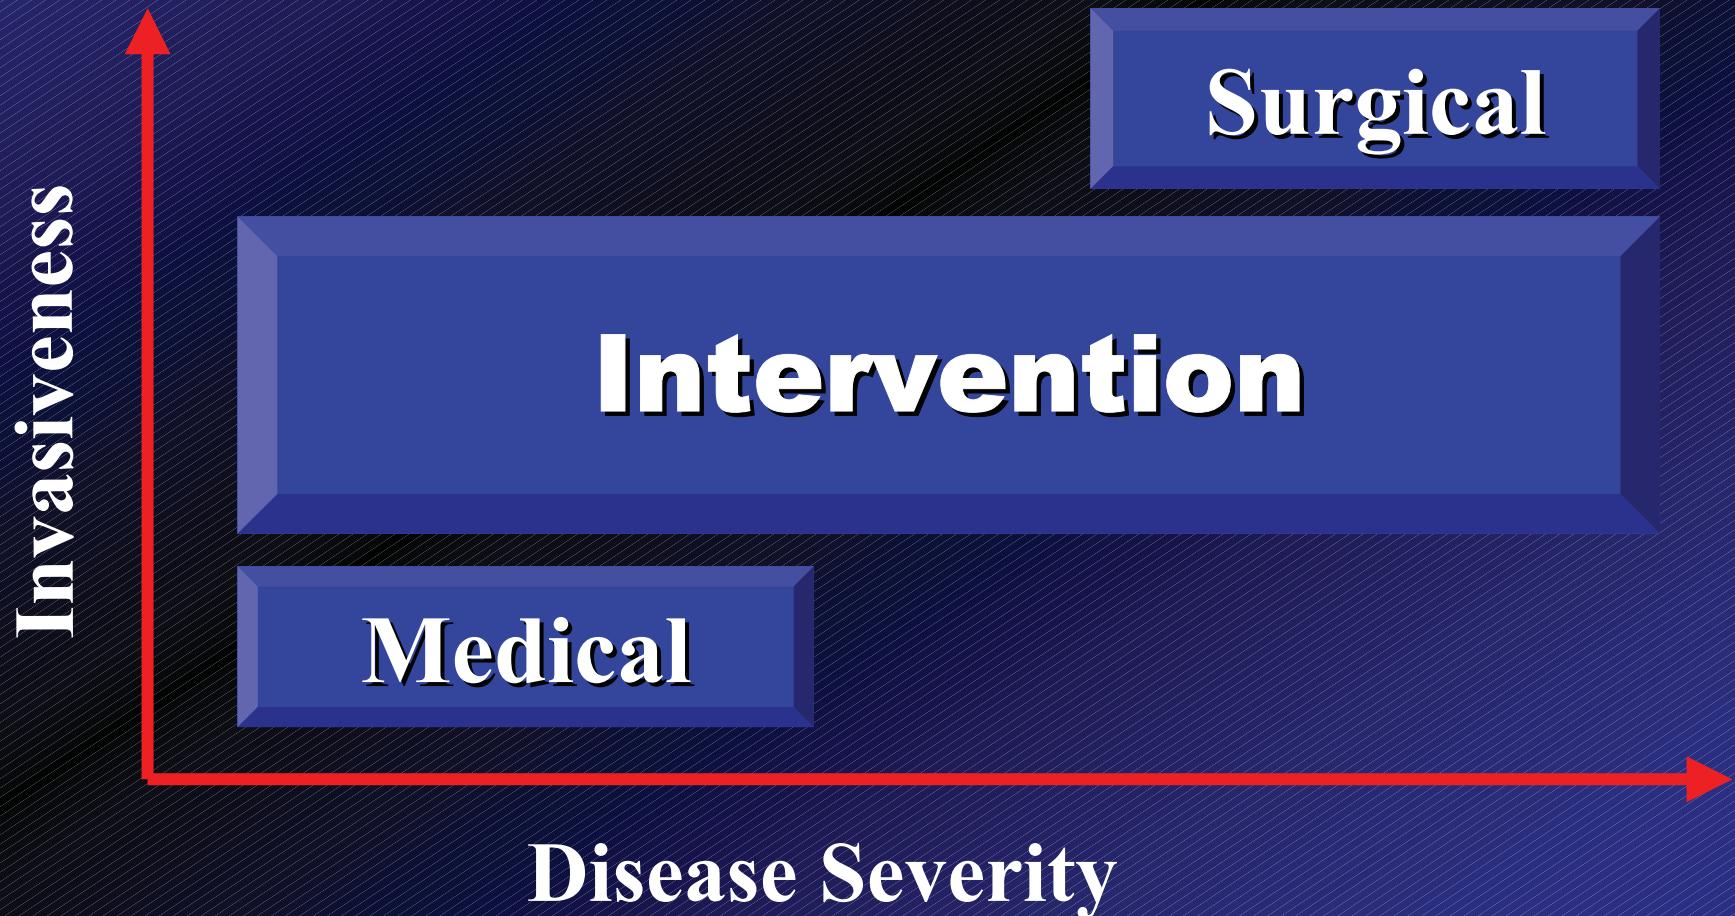 Surgical
Invasiveness
Intervention
Medical
Disease Severity